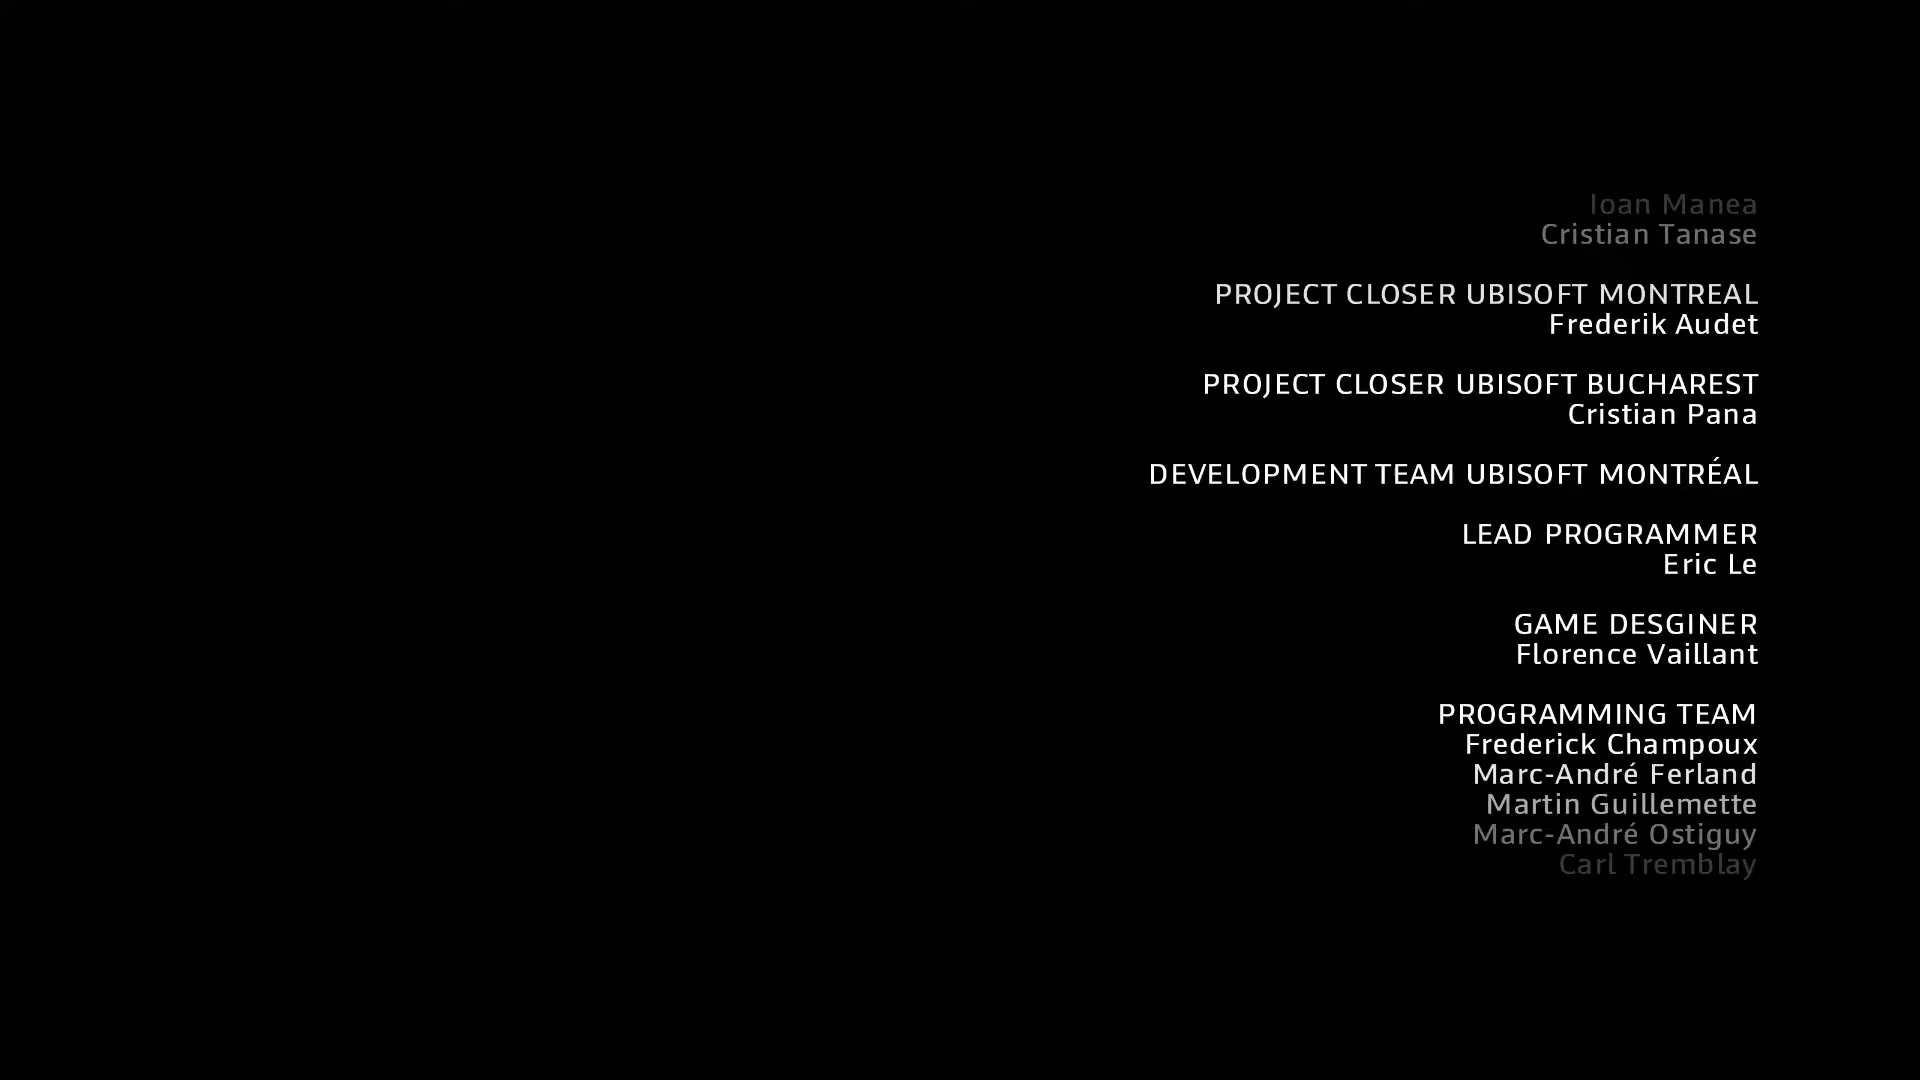 Ioan Manea
Cristian Tanase
PROJECT CLOSER UBISOFT MONTREAL
Frederik Audet
PROJECT CLOSER UBISOFT BUCHAREST
Cristian Pana
DEVELOPMENT TEAM UBISOFT MONTRÉAL
LEAD PROGRAMMER
Eric Le
GAME DESGINER
Florence Vaillant
PROGRAMMING TEAM
Frederick Champoux
Marc-André Ferland
Martin Guillemette
Marc-André Ostiguy
Carl Tremblay